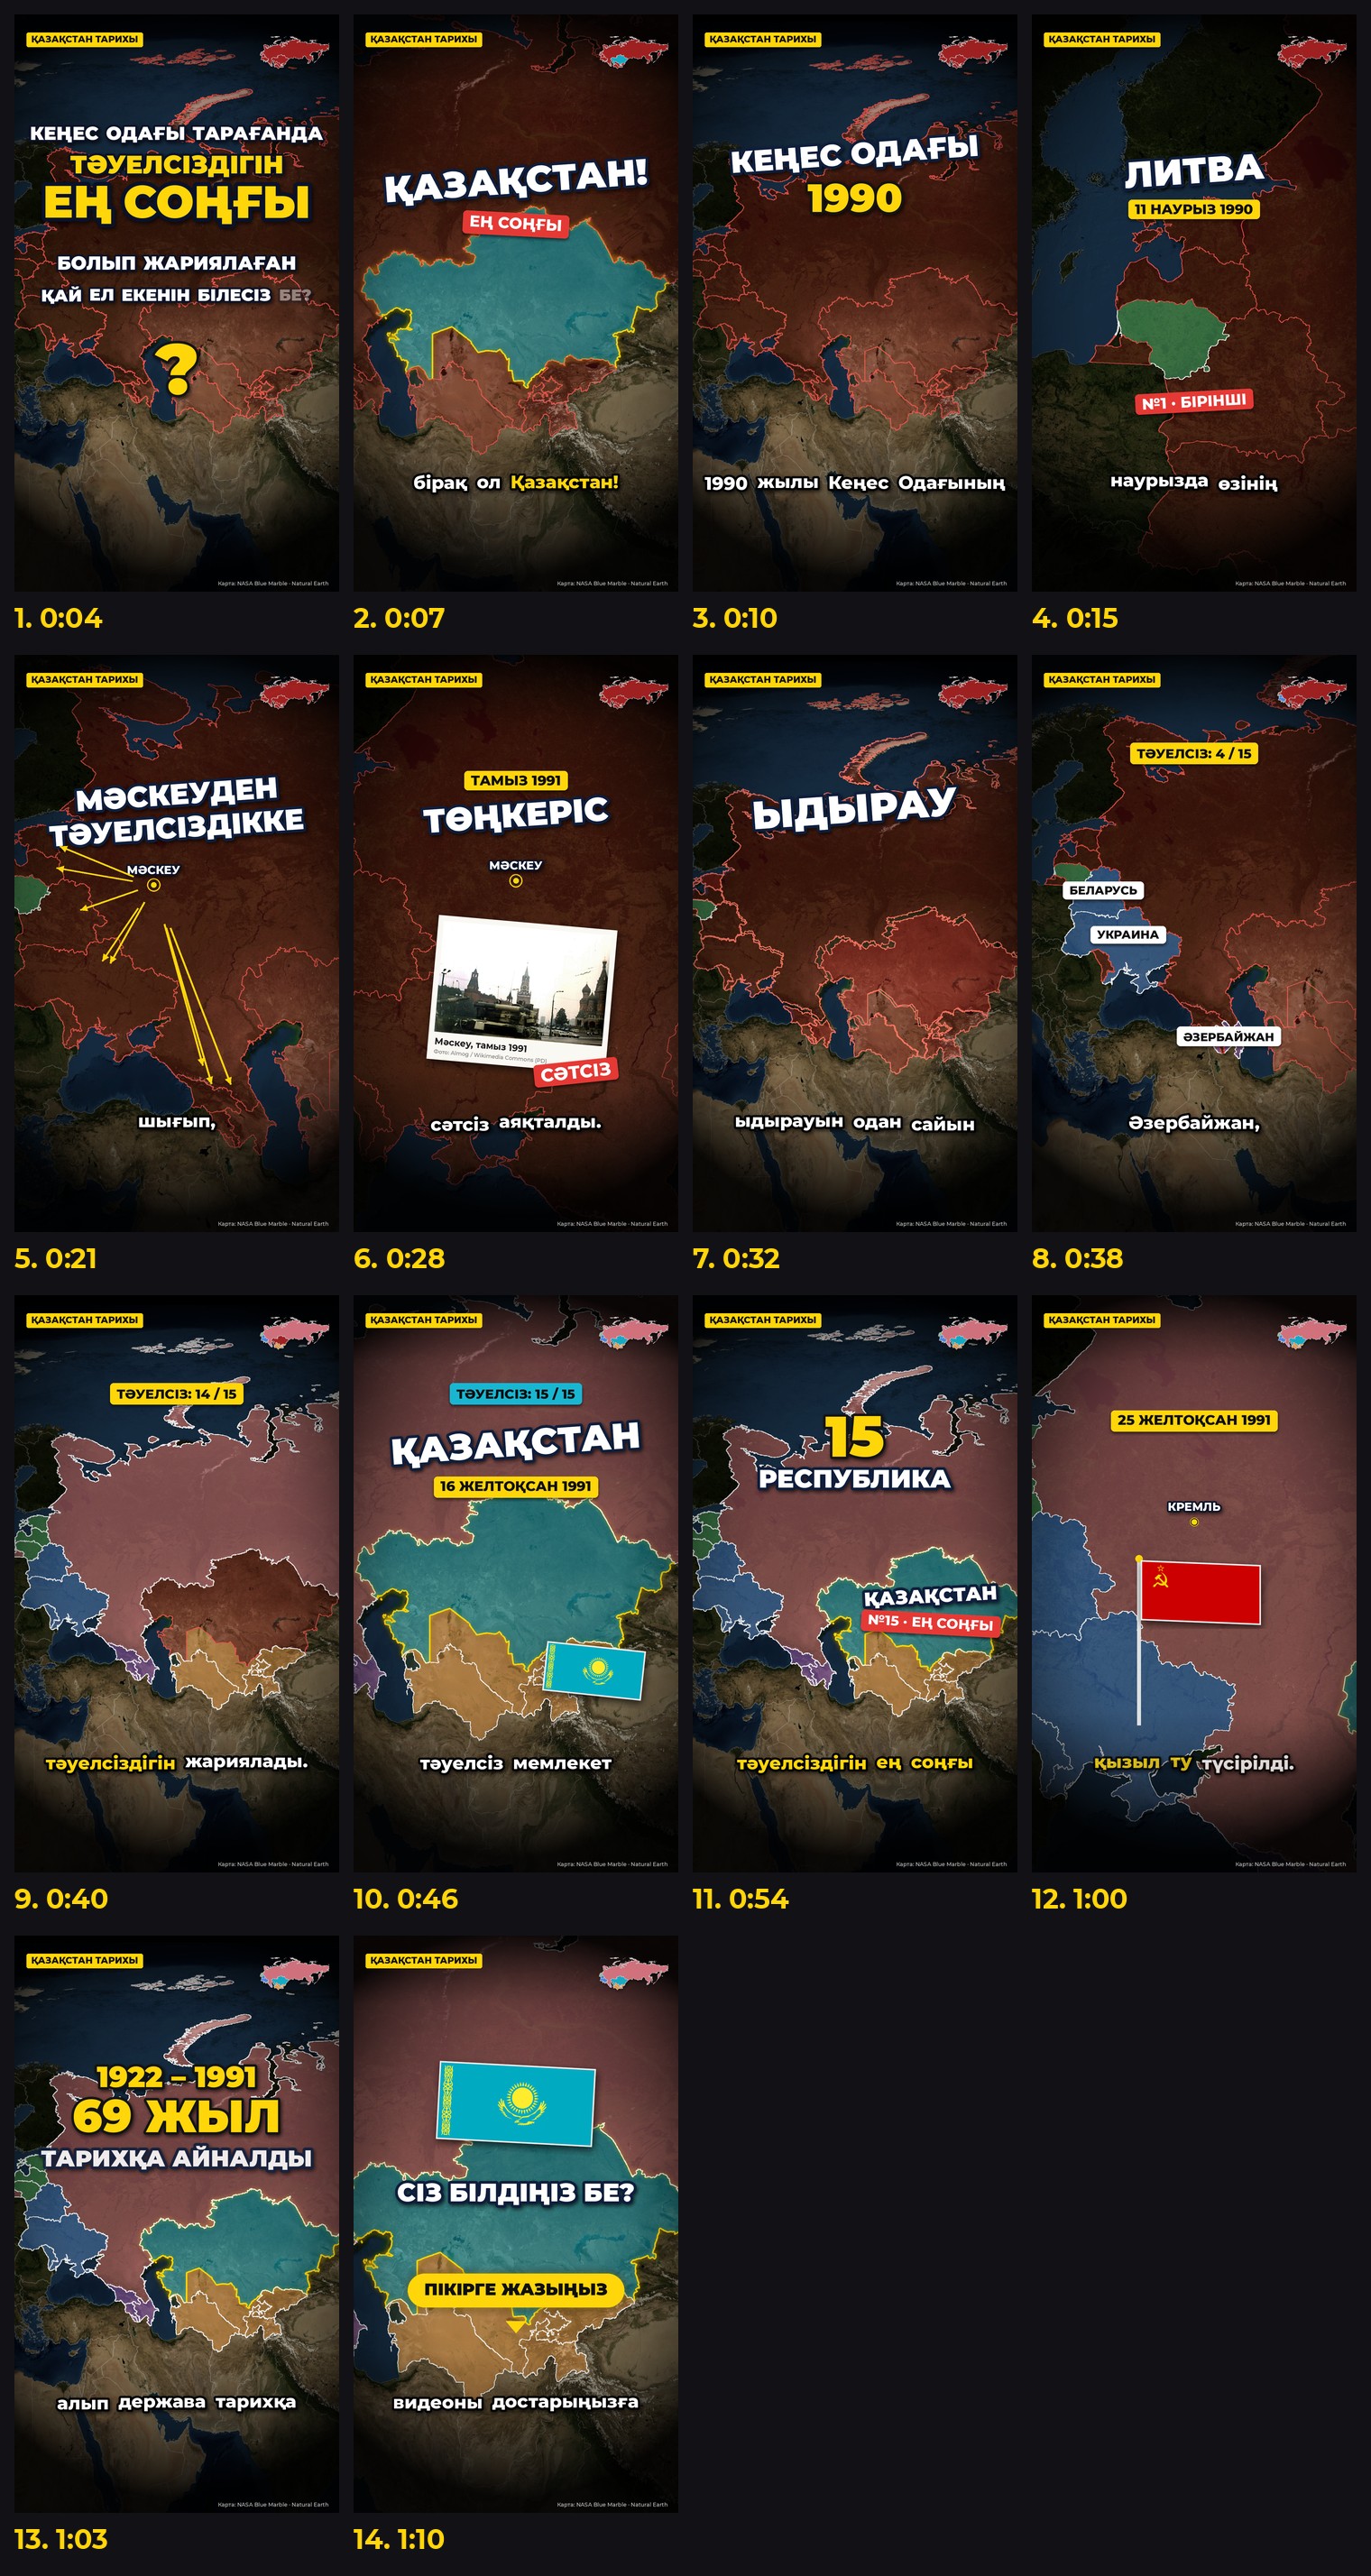 ҚАЗАҚСТАН ТАРИХЫ
КЕҢЕС ОДАҒЫ ТАРАҒАНДА
ТӘУЕЛСІЗДІГІН
ЕҢ СОҢҒЫ
БОЛЫП ЖАРИЯЛАҒАН
ҚАЙ ЕЛ ЕКЕНІН БІЛЕСІЗ БЕ?
?
Карта: NASA Blue Marble · Natural Earth
1. 0:04
ҚАЗАҚСТАН ТАРИХЫ
ҚАЗАҚСТАН!
ЕҢ СОҢҒЫ
бірақ ол Қазақстан!
Карта: NASA Blue Marble · Natural Earth
2. 0:07
ҚАЗАҚСТАН ТАРИХЫ
КЕҢЕС ОДАҒЫ
1990
1990 жылы Кеңес Одағының
Карта: NASA Blue Marble · Natural Earth
3. 0:10
ҚАЗАҚСТАН ТАРИХЫ
ЛИТВА
11 НАУРЫЗ 1990
№1 · БІРІНШІ
наурызда өзінің
Карта: NASA Blue Marble · Natural Earth
4. 0:15
ҚАЗАҚСТАН ТАРИХЫ
МӘСКЕУДЕН
ТӘУЕЛСІЗДІККЕ
МӘСКЕУ
шығып,
Карта: NASA Blue Marble · Natural Earth
5. 0:21
ҚАЗАҚСТАН ТАРИХЫ
ТАМЫЗ 1991
ТӨҢКЕРІС
МӘСКЕУ
Мәскеу, тамыз 1991
Фото: Almog / Wikimedia Commons (PD)
СӘТСІЗ
сәтсіз аяқталды.
Карта: NASA Blue Marble · Natural Earth
6. 0:28
ҚАЗАҚСТАН ТАРИХЫ
ЫДЫРАУ
ыдырауын одан сайын
Карта: NASA Blue Marble · Natural Earth
7. 0:32
ҚАЗАҚСТАН ТАРИХЫ
ТӘУЕЛСІЗ: 4 / 15
БЕЛАРУСЬ
УКРАИНА
ӘЗЕРБАЙЖАН
Әзербайжан,
Карта: NASA Blue Marble · Natural Earth
8. 0:38
ҚАЗАҚСТАН ТАРИХЫ
ТӘУЕЛСІЗ: 14 / 15
тәуелсіздігін жариялады.
Карта: NASA Blue Marble · Natural Earth
9. 0:40
ҚАЗАҚСТАН ТАРИХЫ
ТӘУЕЛСІЗ: 15 / 15
ҚАЗАҚСТАН
16 ЖЕЛТОҚСАН 1991
тәуелсіз мемлекет
Карта: NASA Blue Marble · Natural Earth
10. 0:46
ҚАЗАҚСТАН ТАРИХЫ
15
РЕСПУБЛИКА
ҚАЗАҚСТАН
№15 · ЕҢ СОҢҒЫ
тәуелсіздігін ең соңғы
Карта: NASA Blue Marble · Natural Earth
11. 0:54
ҚАЗАҚСТАН ТАРИХЫ
25 ЖЕЛТОҚСАН 1991
КРЕМЛЬ
қызыл ту түсірілді.
Карта: NASA Blue Marble · Natural Earth
12. 1:00
ҚАЗАҚСТАН ТАРИХЫ
1922 – 1991
69 ЖЫЛ
ТАРИХҚА АЙНАЛДЫ
алып держава тарихқа
Карта: NASA Blue Marble · Natural Earth
13. 1:03
ҚАЗАҚСТАН ТАРИХЫ
СІЗ БІЛДІҢІЗ БЕ?
ПІКІРГЕ ЖАЗЫҢЫЗ
видеоны достарыңызға
Карта: NASA Blue Marble · Natural Earth
14. 1:10